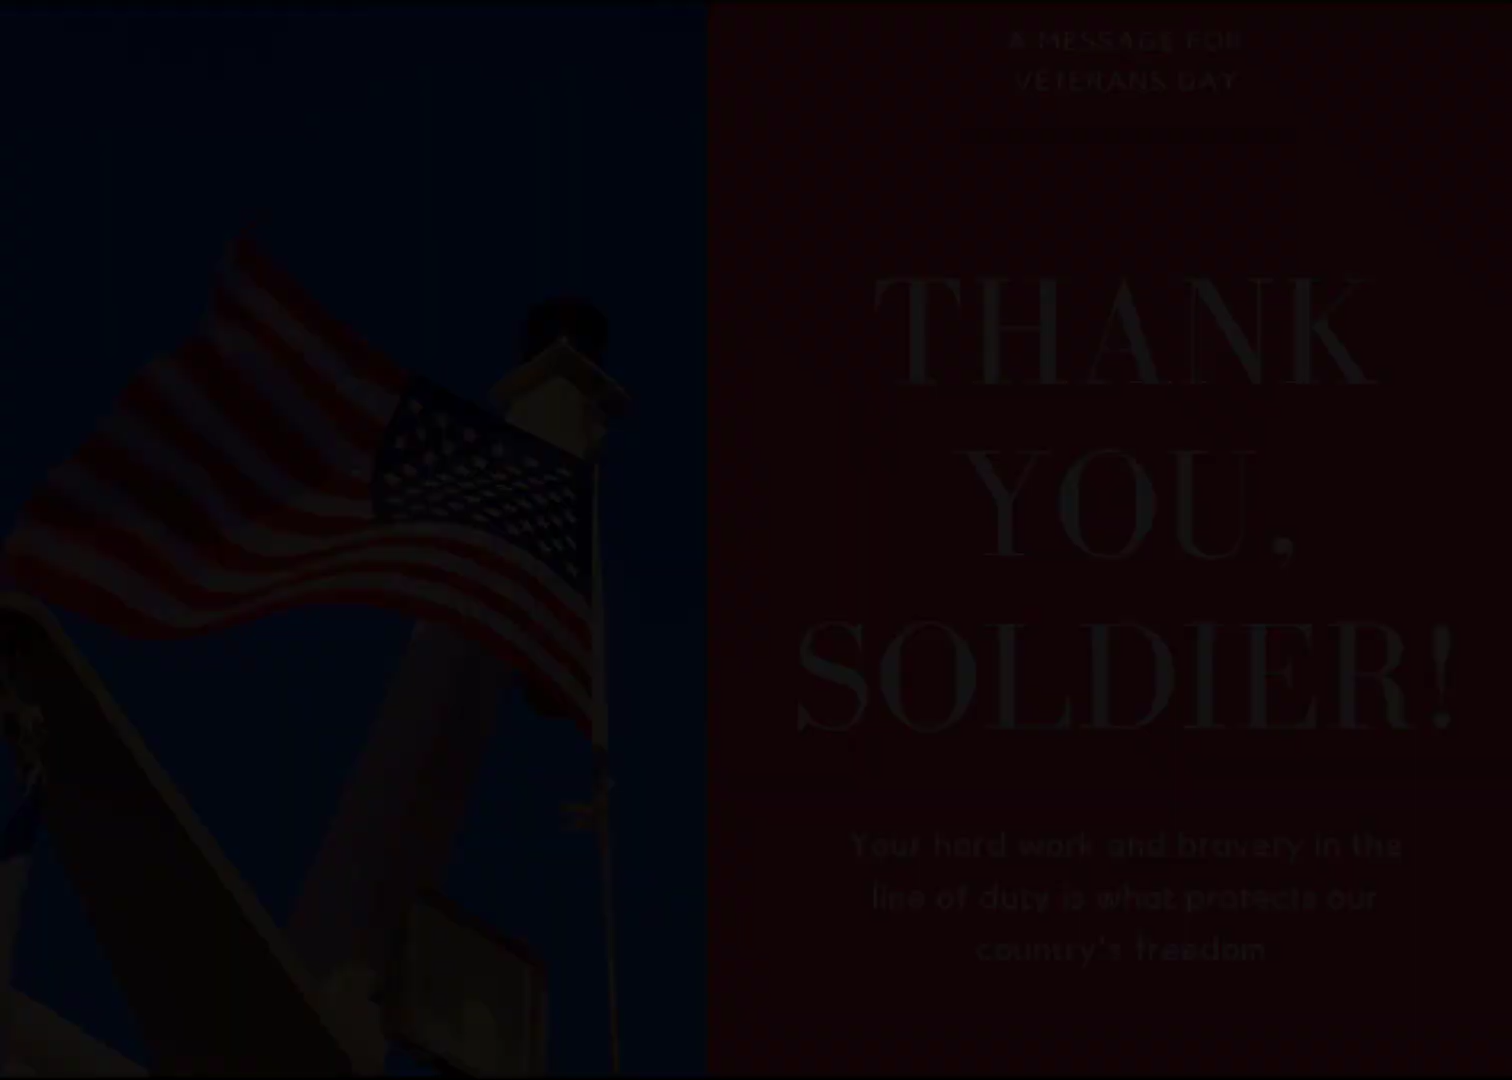 A MESSAGE FOR
VETERANS DAY
THANK
YOU,
SOLDIER!
Your hard work and bravery in the
line of duty is what protects our
country's freedom